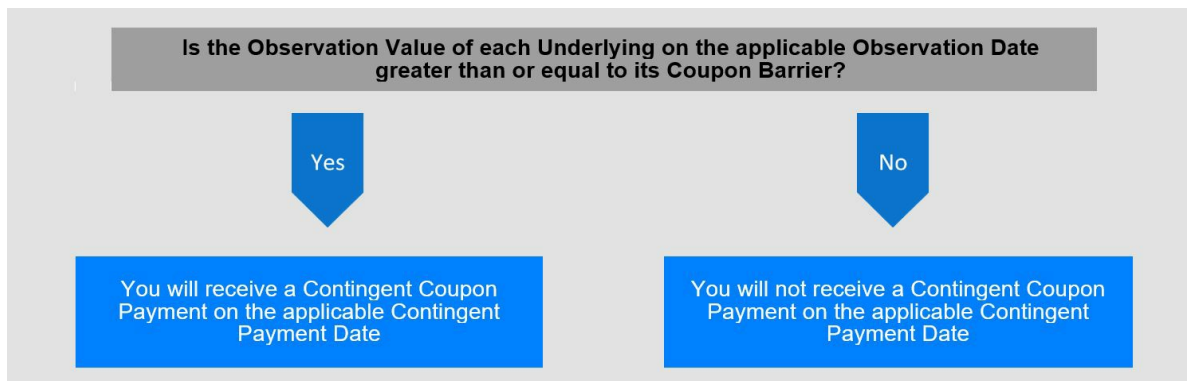 Is the Observation Value of each Underlying on the applicable Observation Date
greater than or equal to its Coupon Barrier?
Yes
No
You will receive a Contingent Coupon
Payment on the applicable Contingent
Payment Date
You will not receive a Contingent Coupon
Payment on the applicable Contingent
Payment Date